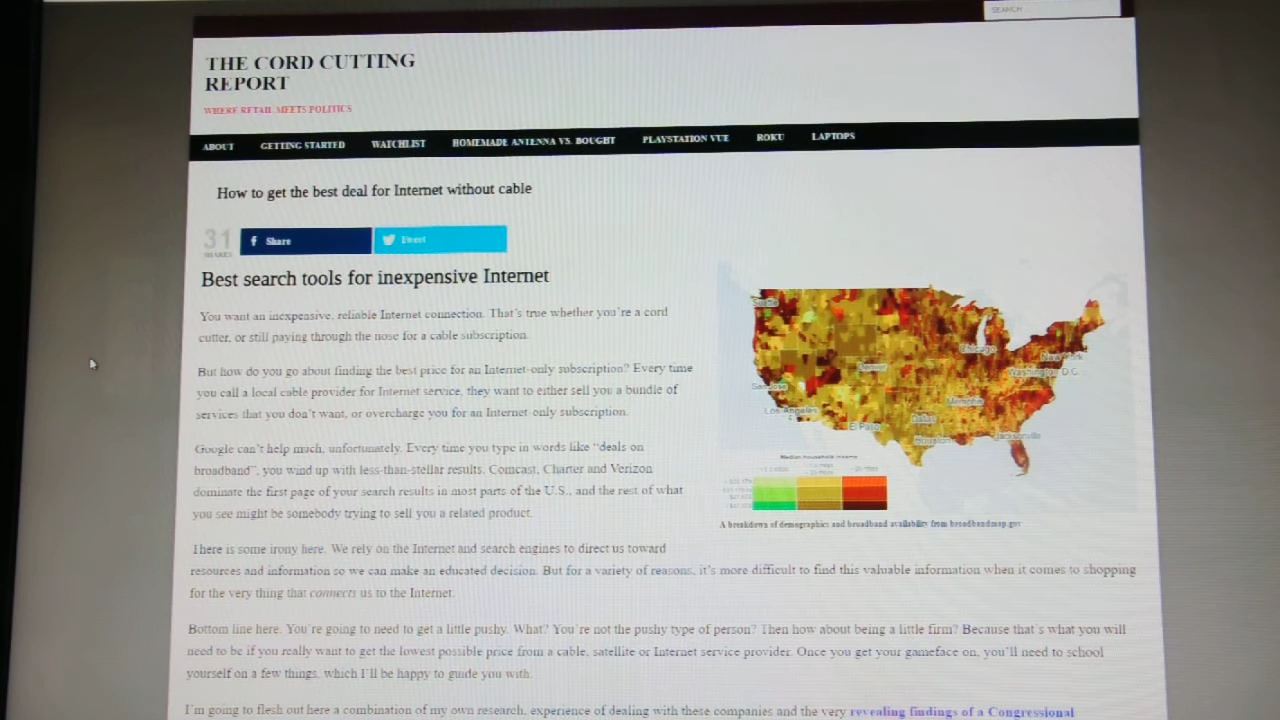 SEARCH
THE CORD CUTTING
REPORT
WHERE RETAIL MEETS POLITICS
ABOUT GETTING STARTED WATCHLIST HOMEMADE ANTENNA VS. BOUGHT PLAYSTATION VUE ROKU LAPTOPS
How to get the best deal for Internet without cable
31
SHARES
Share
Tweet
Best search tools for inexpensive Internet
You want an inexpensive, reliable Internet connection. That's true whether you're a cord
cutter, or still paying through the nose for a cable subscription.
But how do you go about finding the best price for an Internet-only subscription? Every time
you call a local cable provider for Internet service, they want to either sell you a bundle of
services that you don't want, or overcharge you for an Internet-only subscription.
Google can't help much, unfortunately. Every time you type in words like "deals on
broadband", you wind up with less-than-stellar results. Comcast, Charter and Verizon
dominate the first page of your search results in most parts of the U.S., and the rest of what
you see might be somebody trying to sell you a related product.
Seattle
Chicago
New York
Denver
Washington D.C.
San Jose
Memphis
Los Angeles
Dallas
El Paso
Houston
Jacksonville
Median household income
A breakdown of demographics and broadband availability from broadbandmap.gov
There is some irony here. We rely on the Internet and search engines to direct us toward
resources and information so we can make an educated decision. But for a variety of reasons, it's more difficult to find this valuable information when it comes to shopping
for the very thing that connects us to the Internet.
Bottom line here. You're going to need to get a little pushy. What? You're not the pushy type of person? Then how about being a little firm? Because that's what you will
need to be if you really want to get the lowest possible price from a cable, satellite or Internet service provider. Once you get your gameface on, you'll need to school
yourself on a few things, which I'll be happy to guide you with.
I'm going to flesh out here a combination of my own research, experience of dealing with these companies and the very revealing findings of a Congressional